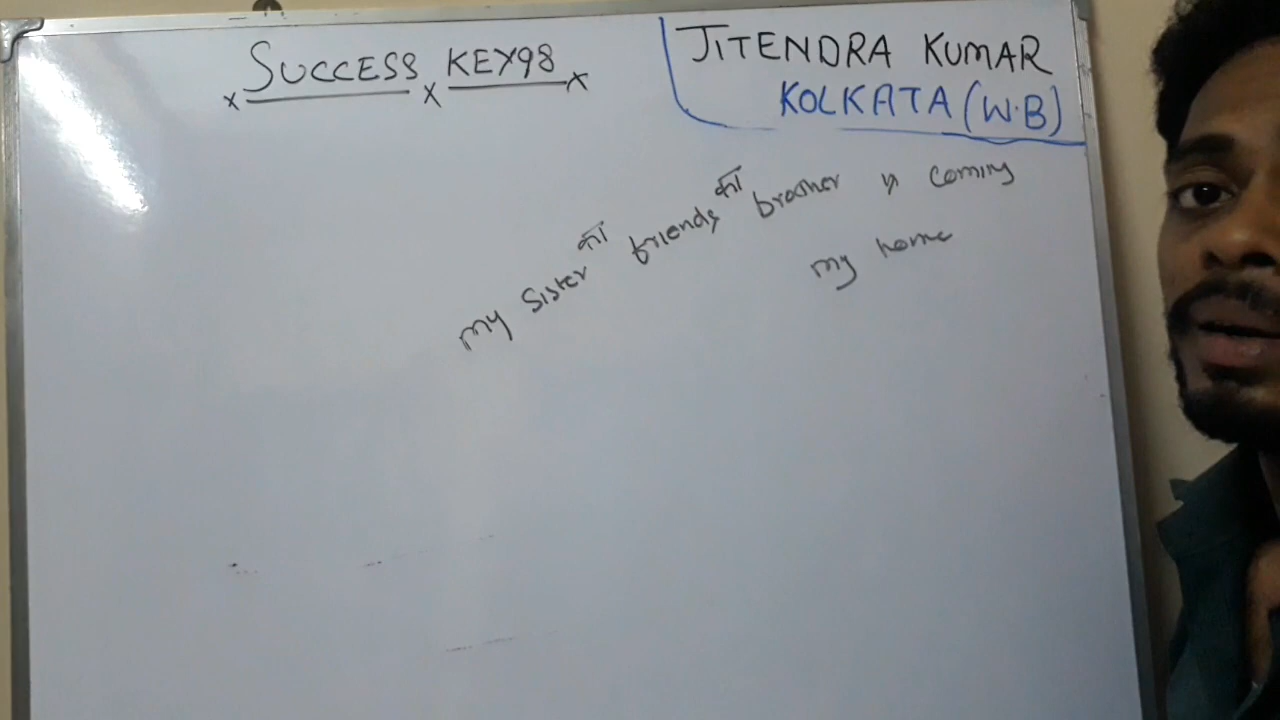 SUCCESS KEY98
JITENDRA KUMAR
KOLKATA (W.B)
my sister का friends का brother is coming
my home